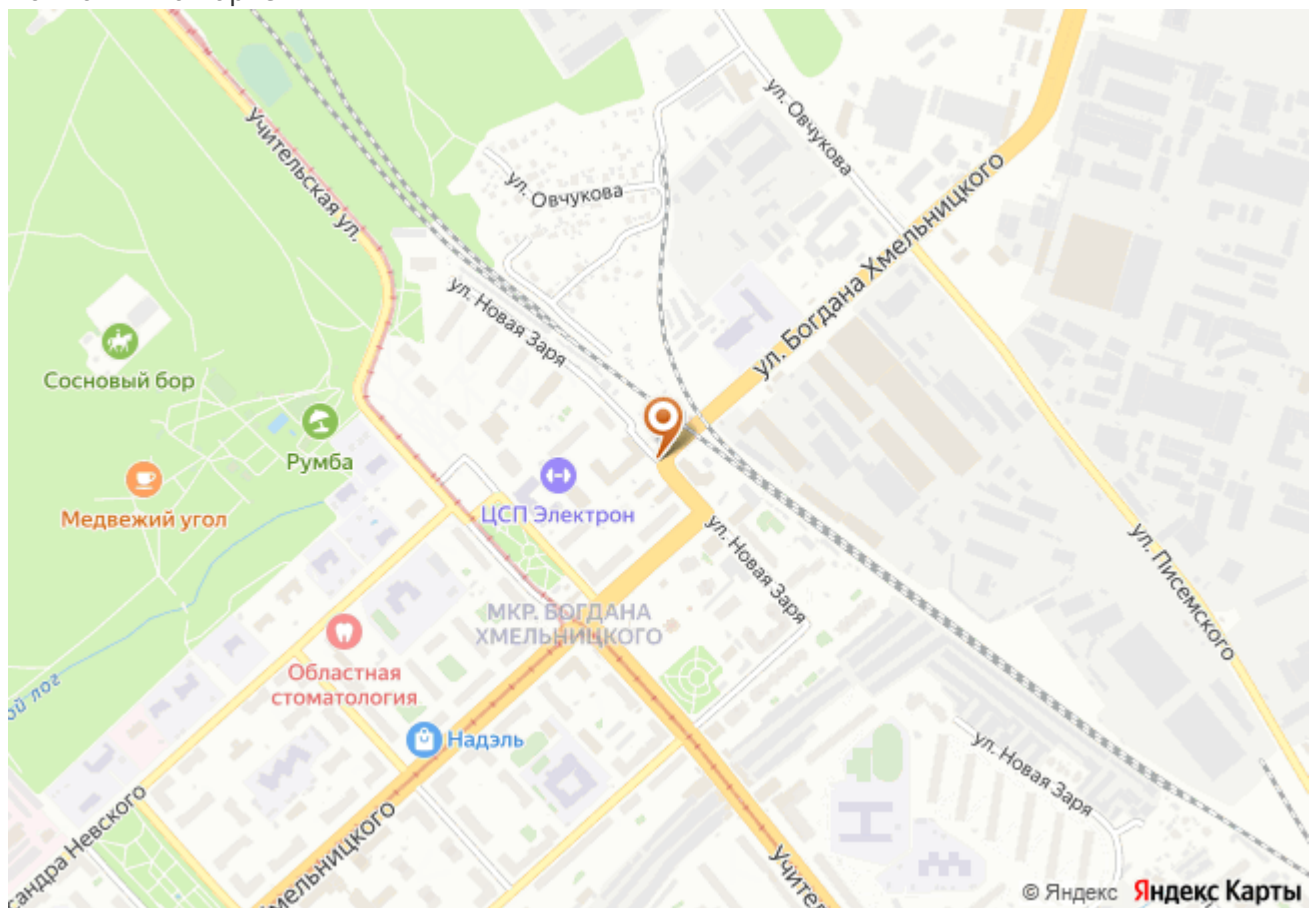 ул. Овчукова
Учительская ул.
ул. Овчукова
ул. Богдана Хмельницкого
ул. Новая Заря
Сосновый бор
Румба
Медвежий угол
ЦСП Электрон
ул. Новая Заря
ул. Писемского
МКР. БОГДАНА
ХМЕЛЬНИЦКОГО
Областная
стоматология
Надэль
ул. Новая Заря
© Яндекс Яндекс Карты